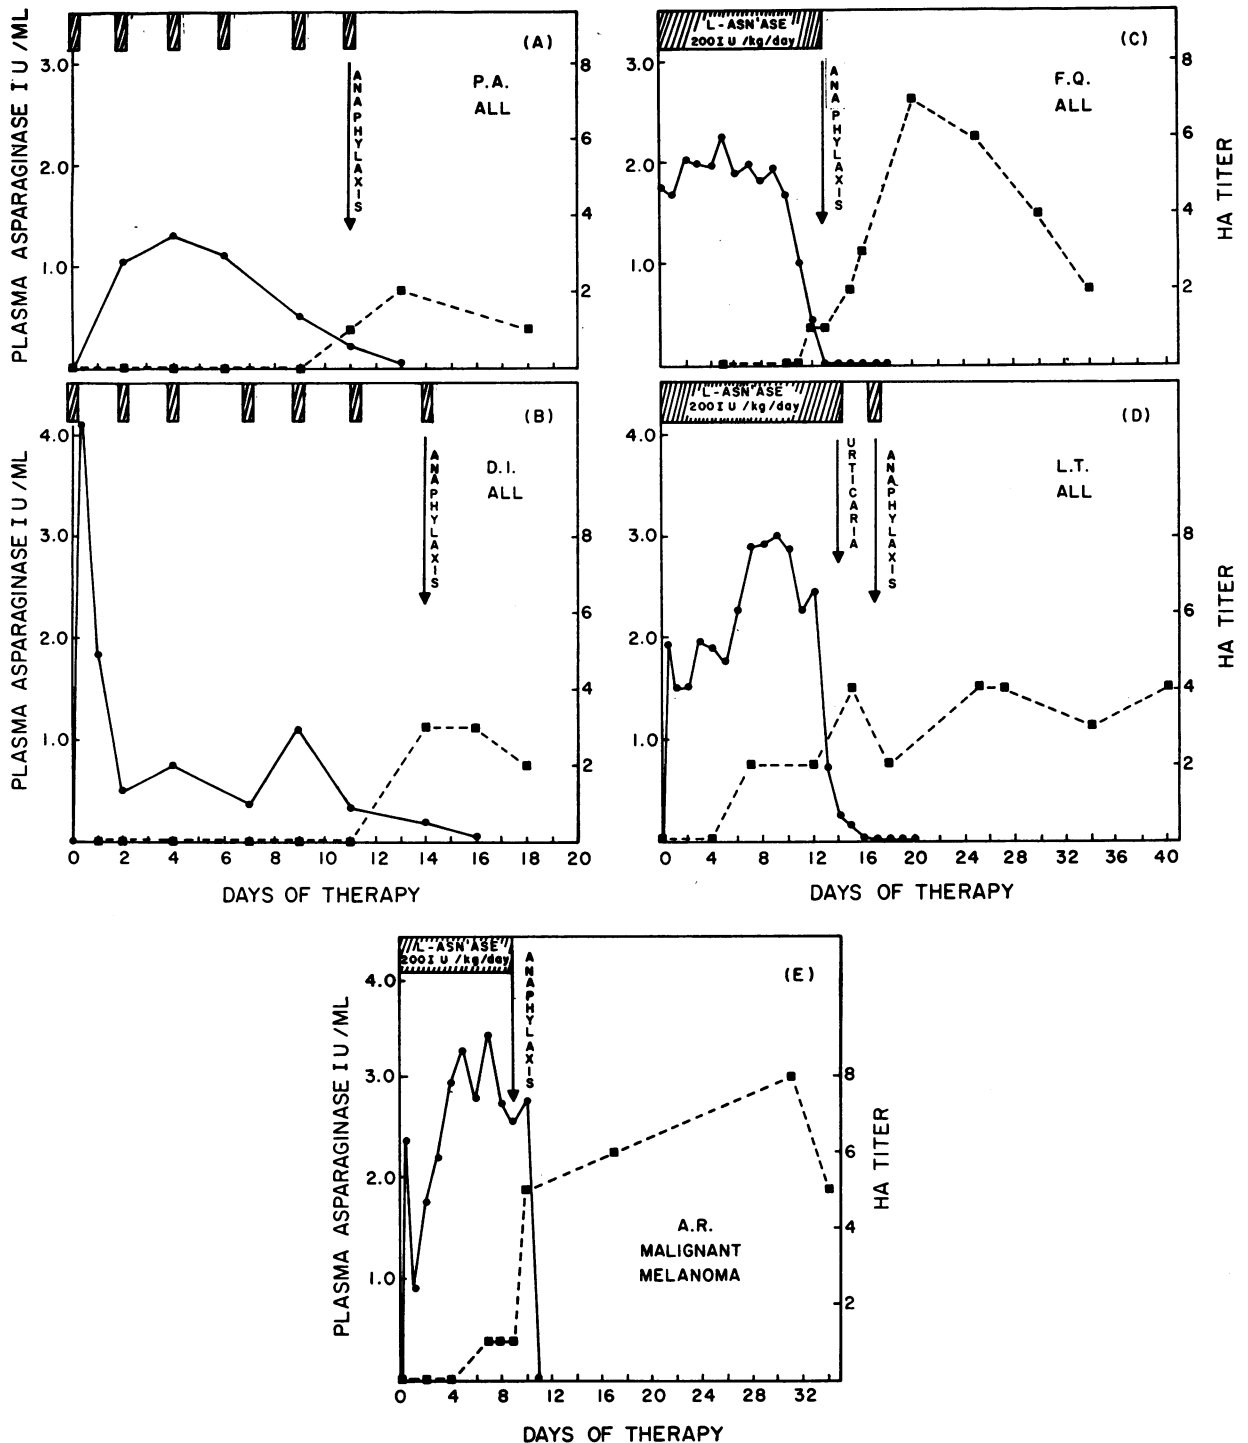 PLASMA ASPARAGINASE I U /ML
3.0
2.0
1.0
(A)
P.A.
ALL
ANAPHYLAXIS
8
6
4
2
L-ASN'ASE
200 I U /kg/day
(C)
3.0
2.0
1.0
F.Q.
ALL
ANAPHYLAXIS
8
6
4
2
HA TITER
PLASMA ASPARAGINASE I U /ML
4.0
3.0
2.0
1.0
(B)
D.I.
ALL
ANAPHYLAXIS
8
6
4
2
0 2 4 6 8 10 12 14 16 18 20
DAYS OF THERAPY
L-ASN'ASE
200 I U /kg/day
(D)
4.0
3.0
2.0
1.0
L.T.
ALL
URTICARIA
ANAPHYLAXIS
8
6
4
2
HA TITER
0 4 8 12 16 20 24 28 32 36 40
DAYS OF THERAPY
L-ASN'ASE
200 I U /kg/day
(E)
PLASMA ASPARAGINASE I U /ML
4.0
3.0
2.0
1.0
ANAPHYLAXIS
A.R.
MALIGNANT
MELANOMA
8
6
4
2
HA TITER
0 4 8 12 16 20 24 28 32
DAYS OF THERAPY